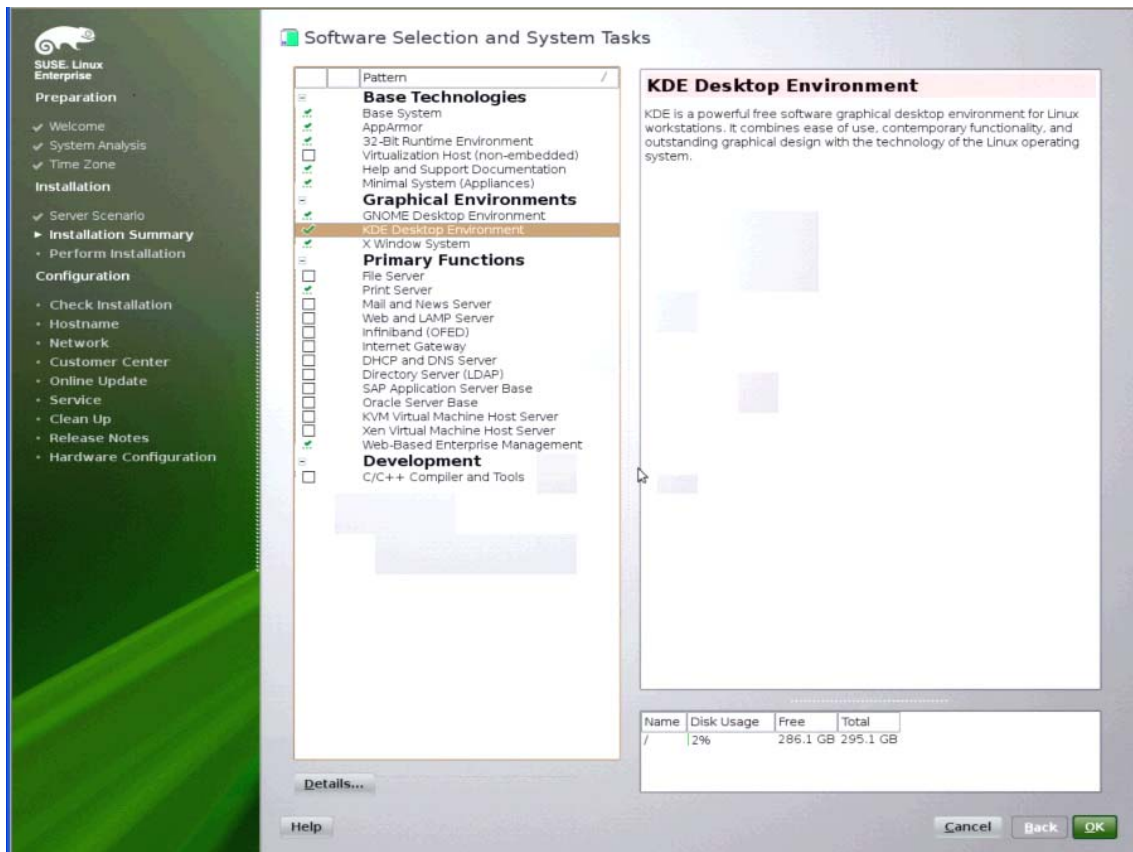 SUSE. Linux
Enterprise
Preparation
Welcome
System Analysis
Time Zone
Installation
Server Scenario
Installation Summary
Perform Installation
Configuration
Check Installation
Hostname
Network
Customer Center
Online Update
Service
Clean Up
Release Notes
Hardware Configuration
Software Selection and System Tasks
Pattern
Base Technologies
Base System
AppArmor
32-Bit Runtime Environment
Virtualization Host (non-embedded)
Help and Support Documentation
Minimal System (Appliances)
Graphical Environments
GNOME Desktop Environment
KDE Desktop Environment
X Window System
Primary Functions
File Server
Print Server
Mail and News Server
Web and LAMP Server
Infiniband (OFED)
Internet Gateway
DHCP and DNS Server
Directory Server (LDAP)
SAP Application Server Base
Oracle Server Base
KVM Virtual Machine Host Server
Xen Virtual Machine Host Server
Web-Based Enterprise Management
Development
C/C++ Compiler and Tools
Details...
KDE Desktop Environment
KDE is a powerful free software graphical desktop environment for Linux
workstations. It combines ease of use, contemporary functionality, and
outstanding graphical design with the technology of the Linux operating
system.
Name Disk Usage Free Total
/ 2% 286.1 GB 295.1 GB
Help Cancel Back OK